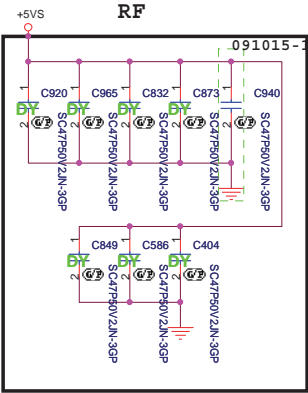 RF
+5VS
091015-1
1 C920 1 C965 1 C832 1 C873 1 C940
DY DY DY DY
2 G/P 2 G/P 2 G/P 2 G/P 2 G/P
SC47P50V2JN-3GP SC47P50V2JN-3GP SC47P50V2JN-3GP SC47P50V2JN-3GP SC47P50V2JN-3GP
1 C849 1 C586 1 C404
DY DY DY
2 G/P 2 G/P 2 G/P
SC47P50V2JN-3GP SC47P50V2JN-3GP SC47P50V2JN-3GP